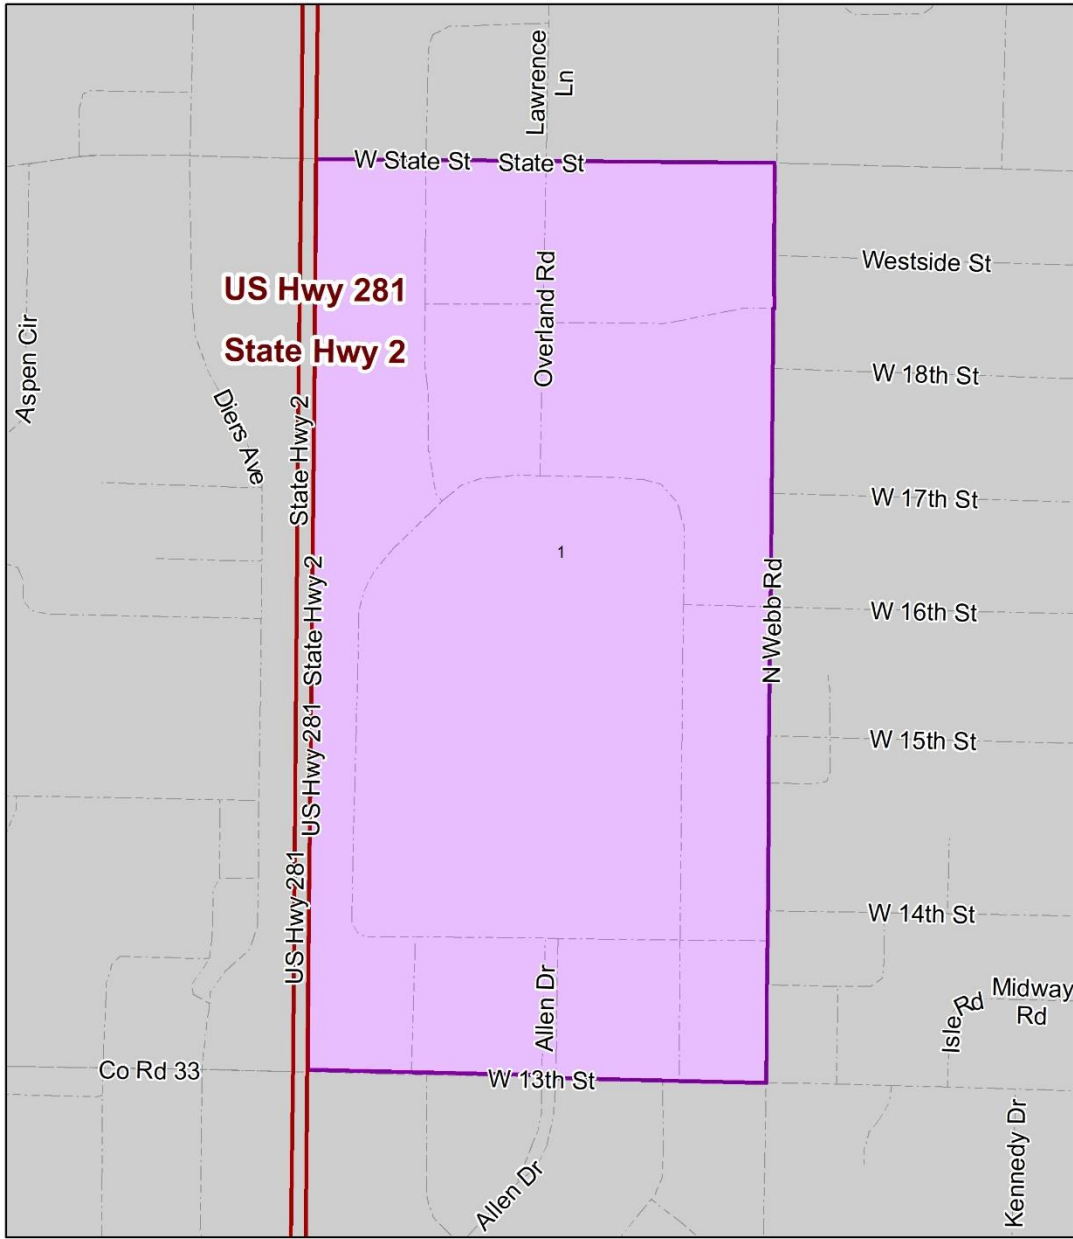 Lawrence
Ln
W State St
State St
Westside St
US Hwy 281
Overland Rd
State Hwy 2
Aspen Cir
W 18th St
Diers Ave
State Hwy 2
W 17th St
1
State Hwy 2
N Webb Rd
W 16th St
US Hwy 281
W 15th St
US Hwy 281
W 14th St
Allen Dr
Isle Rd
Midway
Rd
Co Rd 33
W 13th St
Allen Dr
Kennedy Dr